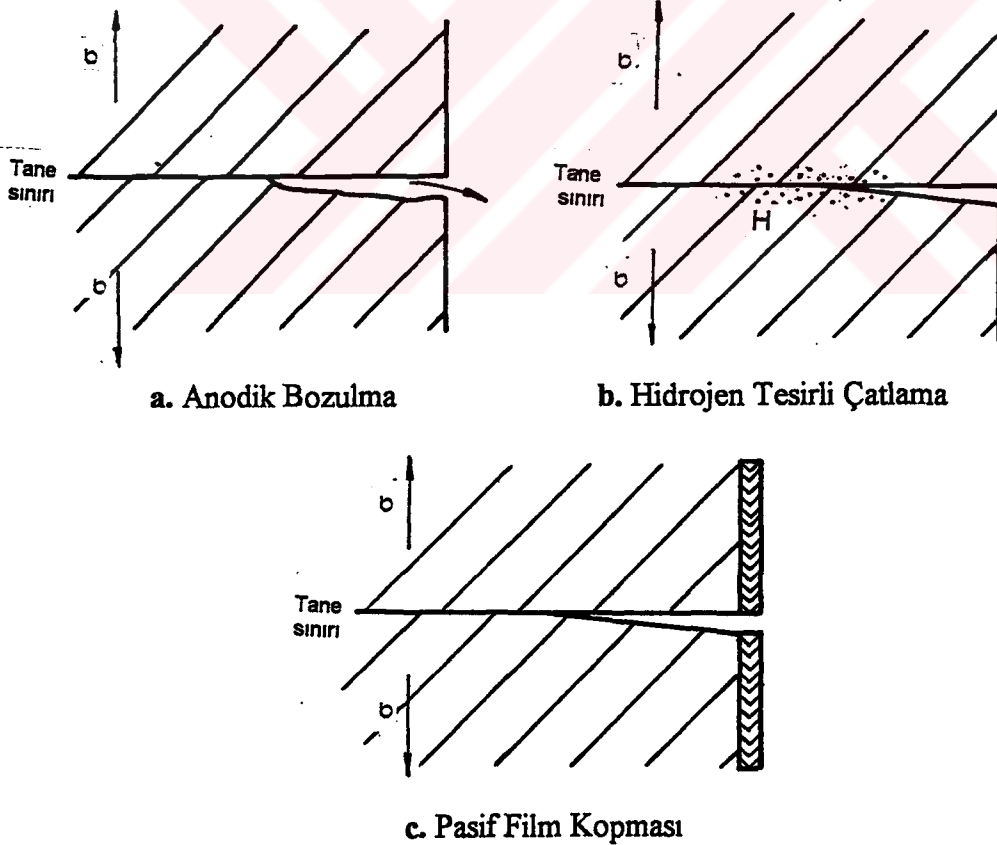 σ
σ
Tane
sınırı
σ
a. Anodik Bozulma
σ
Tane
sınırı
H
σ
b. Hidrojen Tesirli Çatlama
σ
Tane
sınırı
σ
c. Pasif Film Kopması